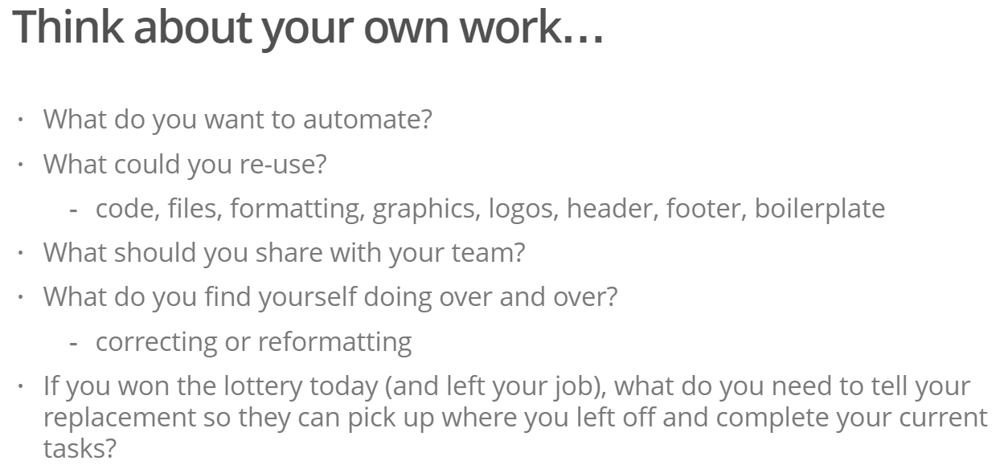 Think about your own work...
· What do you want to automate?
· What could you re-use?
- code, files, formatting, graphics, logos, header, footer, boilerplate
· What should you share with your team?
· What do you find yourself doing over and over?
- correcting or reformatting
· If you won the lottery today (and left your job), what do you need to tell your
replacement so they can pick up where you left off and complete your current
tasks?